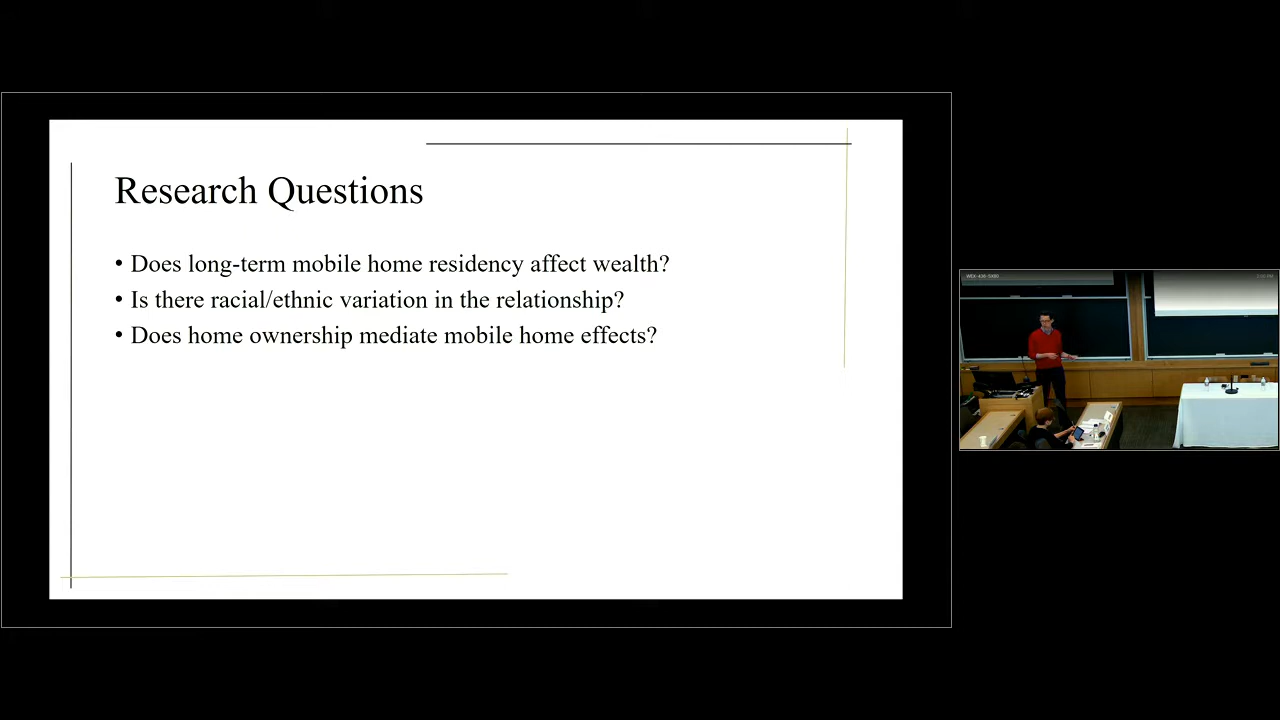 Research Questions
• Does long-term mobile home residency affect wealth?
• Is there racial/ethnic variation in the relationship?
• Does home ownership mediate mobile home effects?